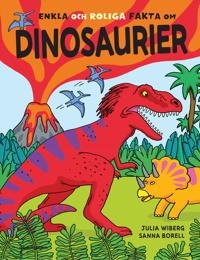 ENKLA OCH ROLIGA FAKTA OM
DINOSAURIER
JULIA WIBERG
SANNA BORELL